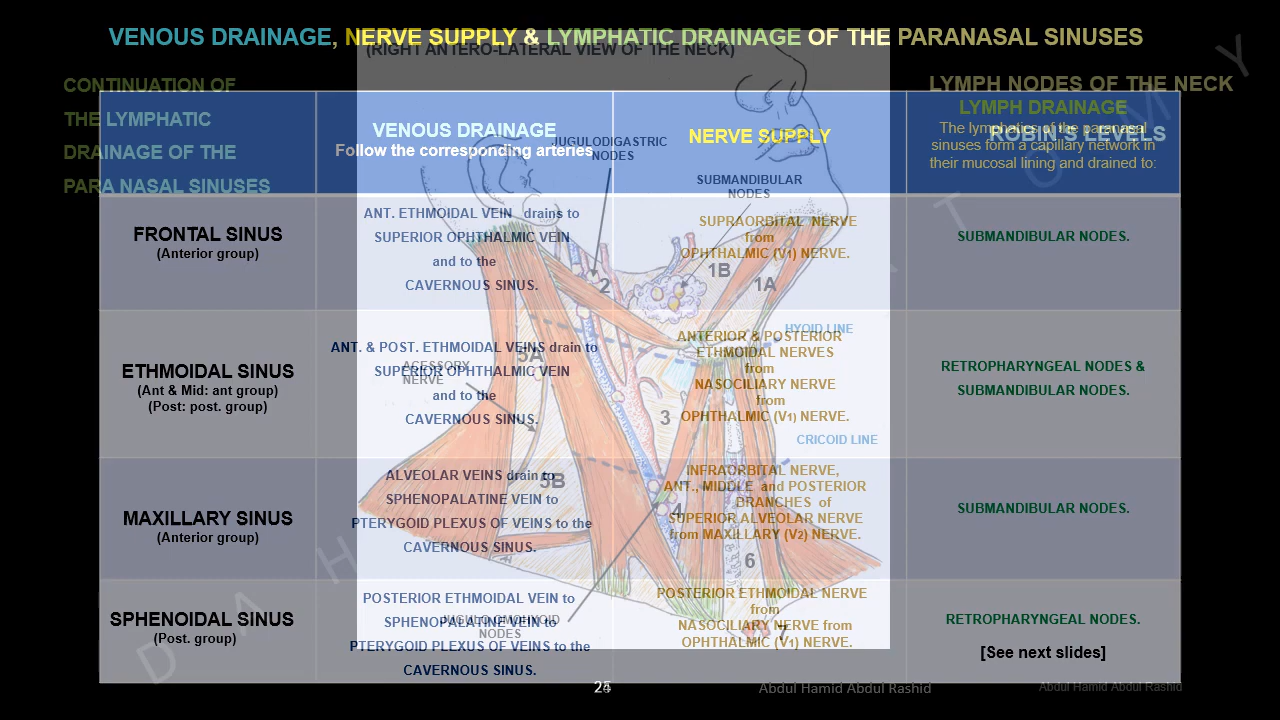 VENOUS DRAINAGE, NERVE SUPPLY & LYMPHATIC DRAINAGE OF THE PARANASAL SINUSES
(RIGHT ANTERO-LATERAL VIEW OF THE NECK)
CONTINUATION OF
THE LYMPHATIC
DRAINAGE OF THE
PARA NASAL SINUSES
LYMPH NODES OF THE NECK
ROBIN'S LEVELS
VENOUS DRAINAGE
Follow the corresponding arteries
NERVE SUPPLY
LYMPH DRAINAGE
The lymphatics of the paranasal
sinuses form a capillary network in
their mucosal lining and drained to:
JUGULODIGASTRIC
NODES
SUBMANDIBULAR
NODES
FRONTAL SINUS
(Anterior group)
ANT. ETHMOIDAL VEIN drains to
SUPERIOR OPHTHALMIC VEIN
and to the
CAVERNOUS SINUS.
SUPRAORBITAL NERVE
from
OPHTHALMIC (V1) NERVE.
SUBMANDIBULAR NODES.
2
1B
1A
HYOID LINE
ETHMOIDAL SINUS
(Ant & Mid: ant group)
(Post: post. group)
ANT. & POST. ETHMOIDAL VEINS drain to
SUPERIOR OPHTHALMIC VEIN
and to the
CAVERNOUS SINUS.
ANTERIOR & POSTERIOR
ETHMOIDAL NERVES
from
NASOCILIARY NERVE
from
OPHTHALMIC (V1) NERVE.
RETROPHARYNGEAL NODES &
SUBMANDIBULAR NODES.
5A
ACESSORY
NERVE
3
CRICOID LINE
MAXILLARY SINUS
(Anterior group)
ALVEOLAR VEINS drain to
SPHENOPALATINE VEIN to
PTERYGOID PLEXUS OF VEINS to the
CAVERNOUS SINUS.
INFRAORBITAL NERVE,
ANT., MIDDLE and POSTERIOR
BRANCHES of
SUPERIOR ALVEOLAR NERVE
from MAXILLARY (V2) NERVE.
SUBMANDIBULAR NODES.
5B
4
6
SPHENOIDAL SINUS
(Post. group)
POSTERIOR ETHMOIDAL VEIN to
SPHENOPALATINE VEIN to
PTERYGOID PLEXUS OF VEINS to the
CAVERNOUS SINUS.
POSTERIOR ETHMOIDAL NERVE
from
NASOCILIARY NERVE from
OPHTHALMIC (V1) NERVE.
RETROPHARYNGEAL NODES.
[See next slides]
NODES
7
Abdul Hamid Abdul Rashid
Abdul Hamid Abdul Rashid